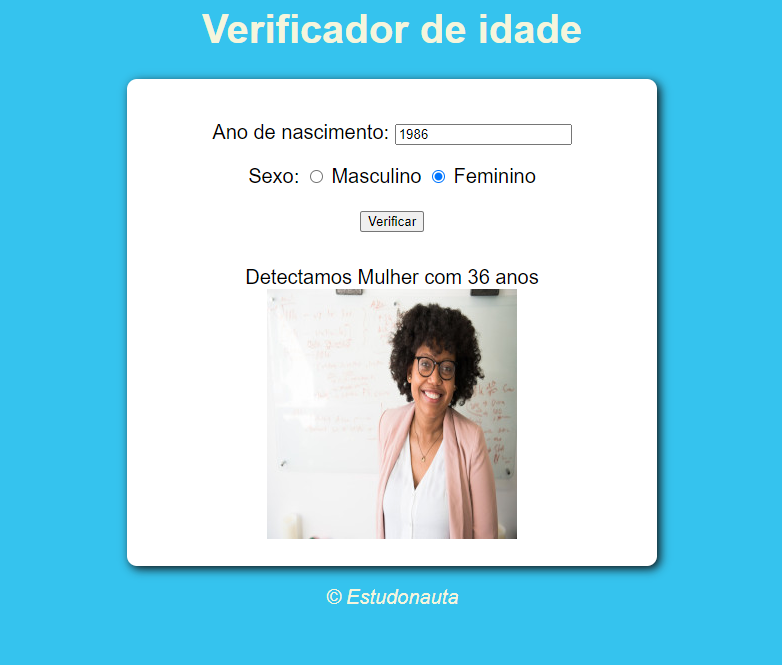 Verificador de idade
Ano de nascimento: 1986
Sexo: Masculino Feminino
Verificar
Detectamos Mulher com 36 anos
© Estudonauta